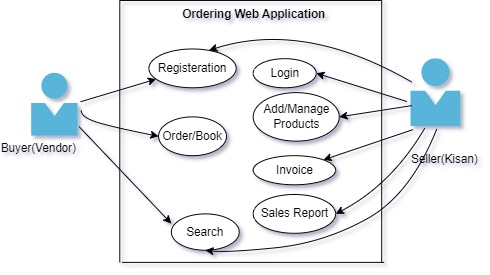 Ordering Web Application
Registeration
Login
Add/Manage
Products
Order/Book
Buyer(Vendor)
Seller(Kisan)
Invoice
Sales Report
Search